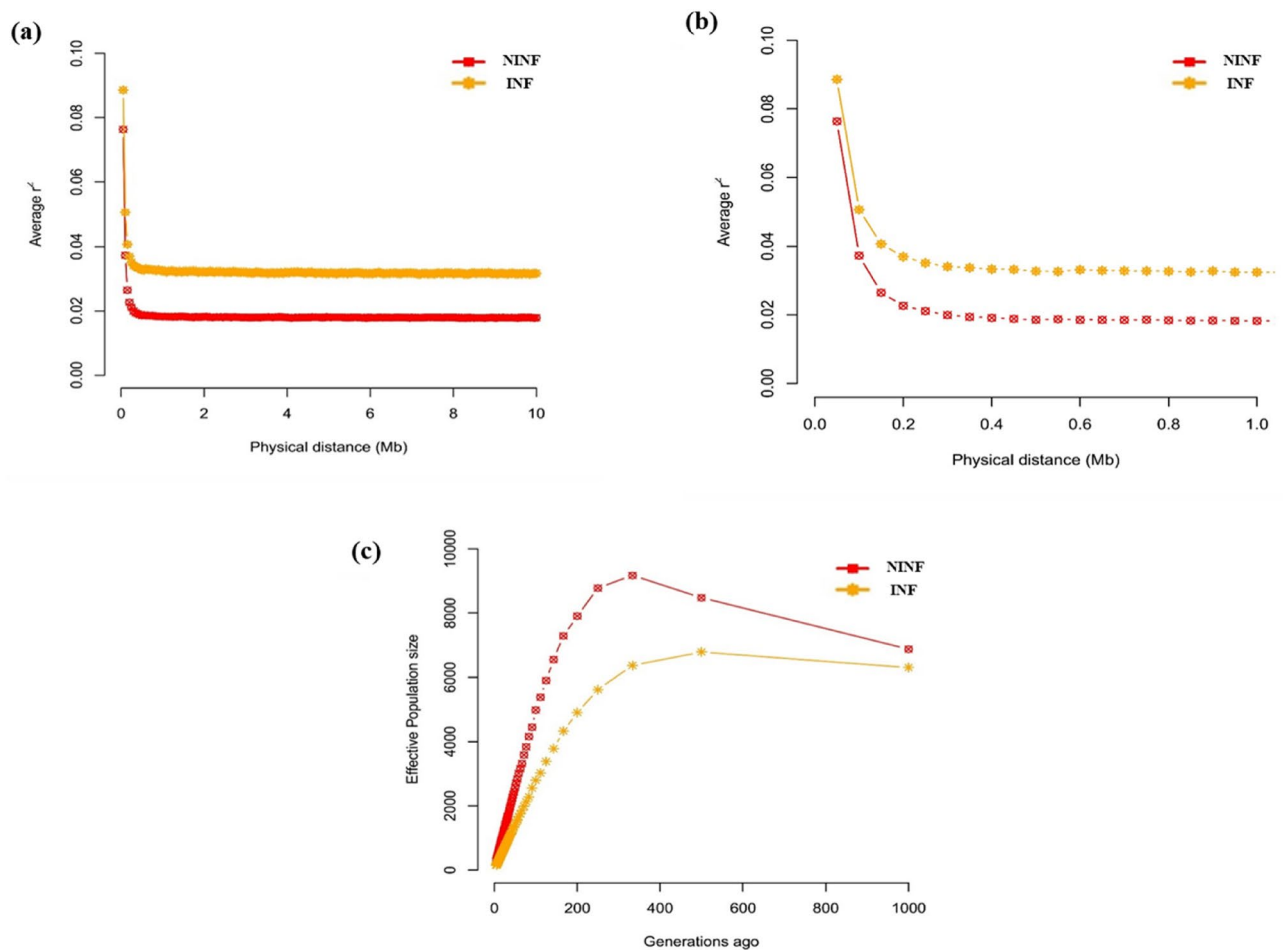 (a)
NINF
INF
0.10
0.08
0.06
0.04
0.02
0.00
Average r²
0 2 4 6 8 10
Physical distance (Mb)
(b)
NINF
INF
0.10
0.08
0.06
0.04
0.02
0.00
Average r²
0.0 0.2 0.4 0.6 0.8 1.0
Physical distance (Mb)
(c)
NINF
INF
10000
8000
6000
4000
2000
0
Effective Population size
0 200 400 600 800 1000
Generations ago